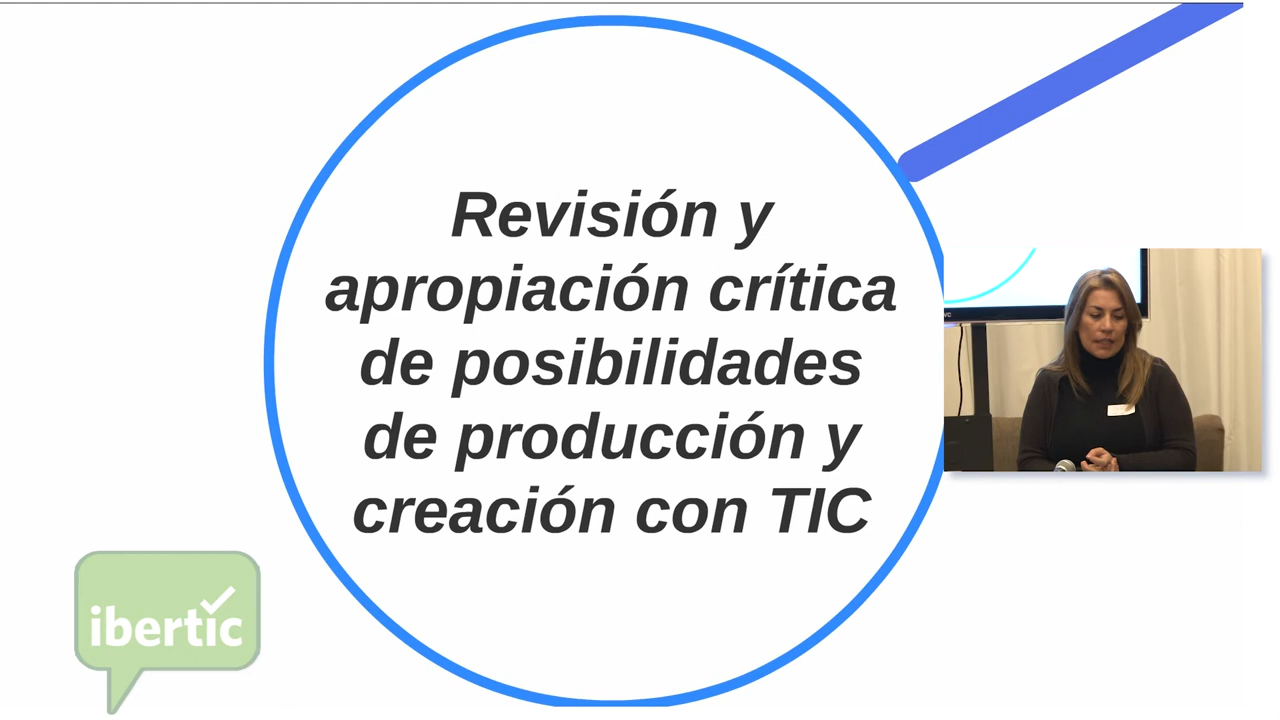 Revisión y
apropiación crítica
de posibilidades
de producción y
creación con TIC
ibertic